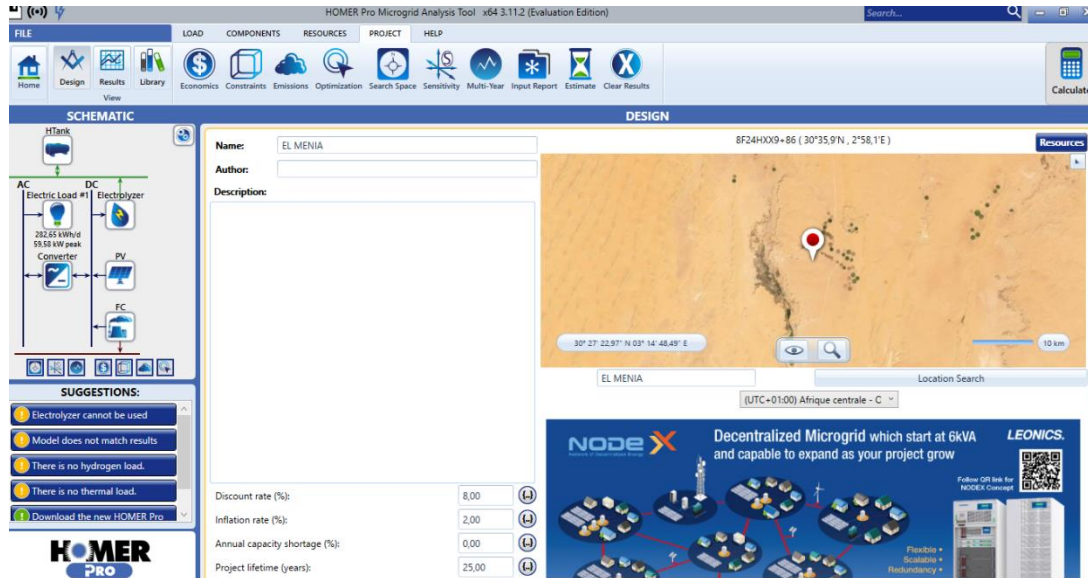 HOMER Pro Microgrid Analysis Tool x64 3.11.2 (Evaluation Edition)
Search...
FILE
LOAD COMPONENTS RESOURCES PROJECT HELP
Home
Design
Results
Library
View
Economics
Constraints
Emissions
Optimization
Search Space
Sensitivity
Multi-Year
Input Report
Estimate
Clear Results
Calculate
SCHEMATIC
DESIGN
HTank
AC DC
Electric Load #1
Electrolyzer
282,65 kWh/d
59,58 kW peak
Converter
PV
FC
SUGGESTIONS:
Electrolyzer cannot be used
Model does not match results
There is no hydrogen load.
There is no thermal load.
Download the new HOMER Pro
HOMER
PRO
Name: EL MENIA
Author:
Description:
Discount rate (%): 8,00
Inflation rate (%): 2,00
Annual capacity shortage (%): 0,00
Project lifetime (years): 25,00
8F24HXX9+86 ( 30°35,9'N , 2°58,1'E )
Resources
30° 27' 22,97" N 03° 14' 48,49" E
10 km
EL MENIA
Location Search
(UTC+01:00) Afrique centrale - C
NODE X
Decentralized Microgrid which start at 6kVA
and capable to expand as your project grow
LEONICS.
Follow QR link for
NODEX Concept
Flexible •
Scalable •
Redundancy •